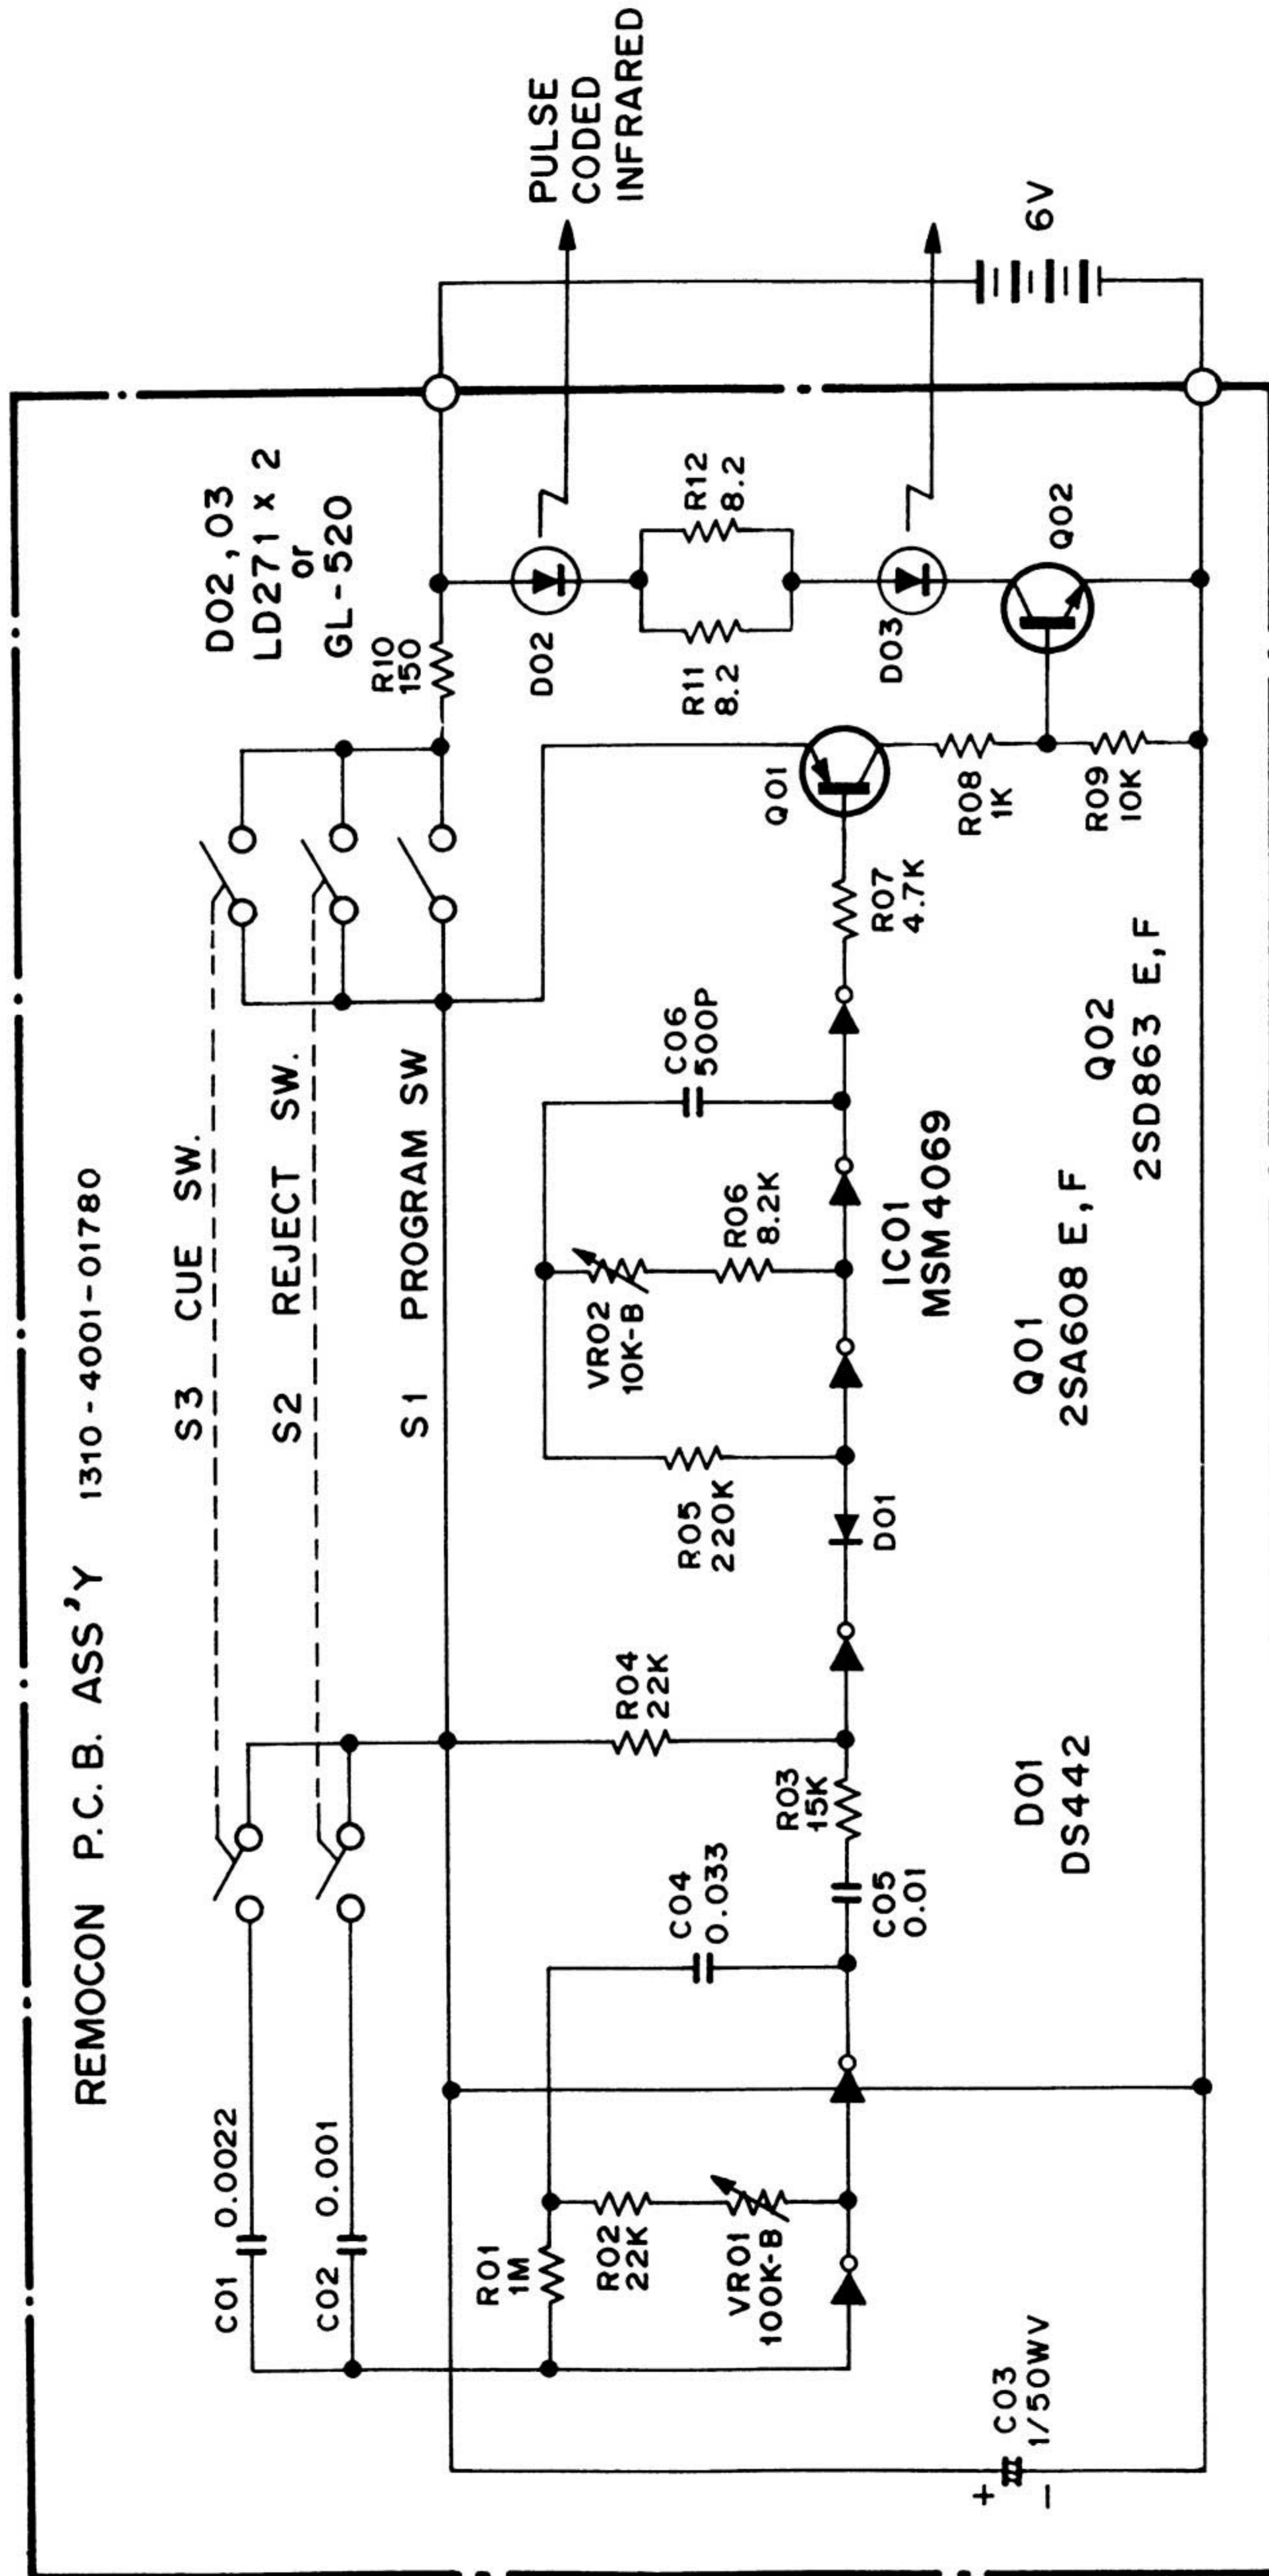 REMOCON P.C.B. ASS'Y 1310-4001-01780
S3 CUE SW.
S2 REJECT SW.
S1 PROGRAM SW
C01 0.0022
C02 0.001
R01
1M
R02
22K
VR01
100K-B
C03
1/50WV
+
-
C04
0.033
C05
0.01
R03
15K
R04
22K
D01
DS442
R05
220K
D01
VR02
10K-B
R06
8.2K
C06
500P
IC01
MSM4069
R07
4.7K
Q01
Q01
2SA608 E,F
Q02
2SD863 E,F
R08
1K
R09
10K
R10
150
D02,03
LD271 x 2
or
GL-520
D02
R11
8.2
R12
8.2
D03
Q02
PULSE
CODED
INFRARED
6V